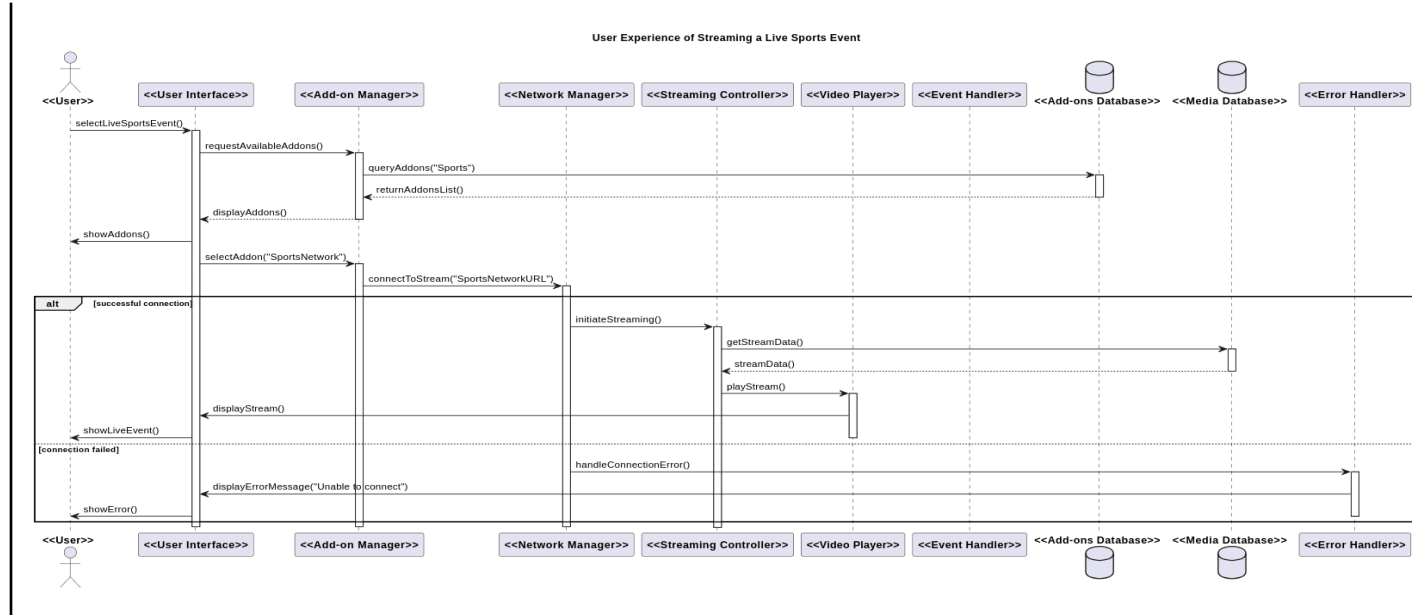 User Experience of Streaming a Live Sports Event
<<User>>
<<User Interface>>
<<Add-on Manager>>
<<Network Manager>>
<<Streaming Controller>>
<<Video Player>>
<<Event Handler>>
<<Add-ons Database>>
<<Media Database>>
<<Error Handler>>
selectLiveSportsEvent()
requestAvailableAddons()
queryAddons("Sports")
returnAddonsList()
displayAddons()
showAddons()
selectAddon("SportsNetwork")
connectToStream("SportsNetworkURL")
alt
[successful connection]
initiateStreaming()
getStreamData()
streamData()
playStream()
displayStream()
showLiveEvent()
[connection failed]
handleConnectionError()
displayErrorMessage("Unable to connect")
showError()
<<User>>
<<User Interface>>
<<Add-on Manager>>
<<Network Manager>>
<<Streaming Controller>>
<<Video Player>>
<<Event Handler>>
<<Add-ons Database>>
<<Media Database>>
<<Error Handler>>